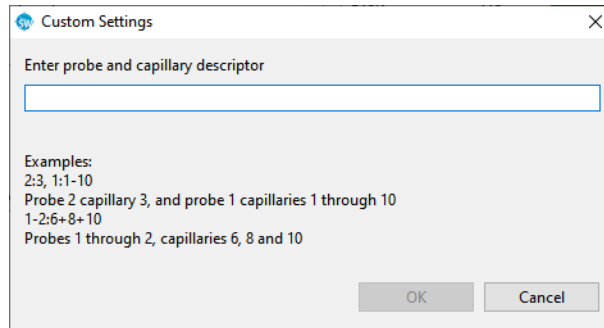 SW Custom Settings
Enter probe and capillary descriptor
Examples:
2:3, 1:1-10
Probe 2 capillary 3, and probe 1 capillaries 1 through 10
1-2:6+8+10
Probes 1 through 2, capillaries 6, 8 and 10
OK Cancel